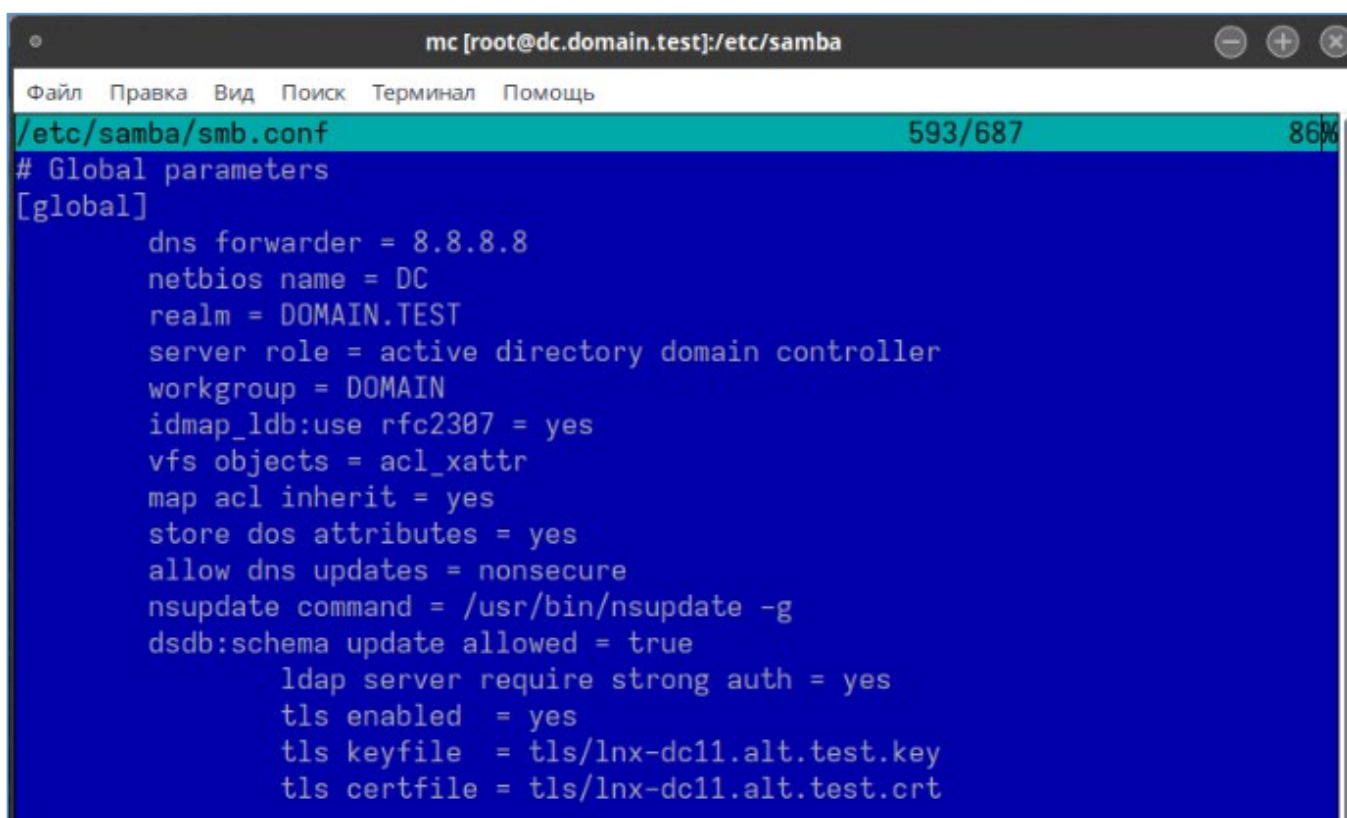 mc [root@dc.domain.test]:/etc/samba
Файл Правка Вид Поиск Терминал Помощь
/etc/samba/smb.conf 593/687 86%
# Global parameters
[global]
dns forwarder = 8.8.8.8
netbios name = DC
realm = DOMAIN.TEST
server role = active directory domain controller
workgroup = DOMAIN
idmap_ldb:use rfc2307 = yes
vfs objects = acl_xattr
map acl inherit = yes
store dos attributes = yes
allow dns updates = nonsecure
nsupdate command = /usr/bin/nsupdate -g
dsdb:schema update allowed = true
ldap server require strong auth = yes
tls enabled  = yes
tls keyfile  = tls/lnx-dc11.alt.test.key
tls certfile = tls/lnx-dc11.alt.test.crt